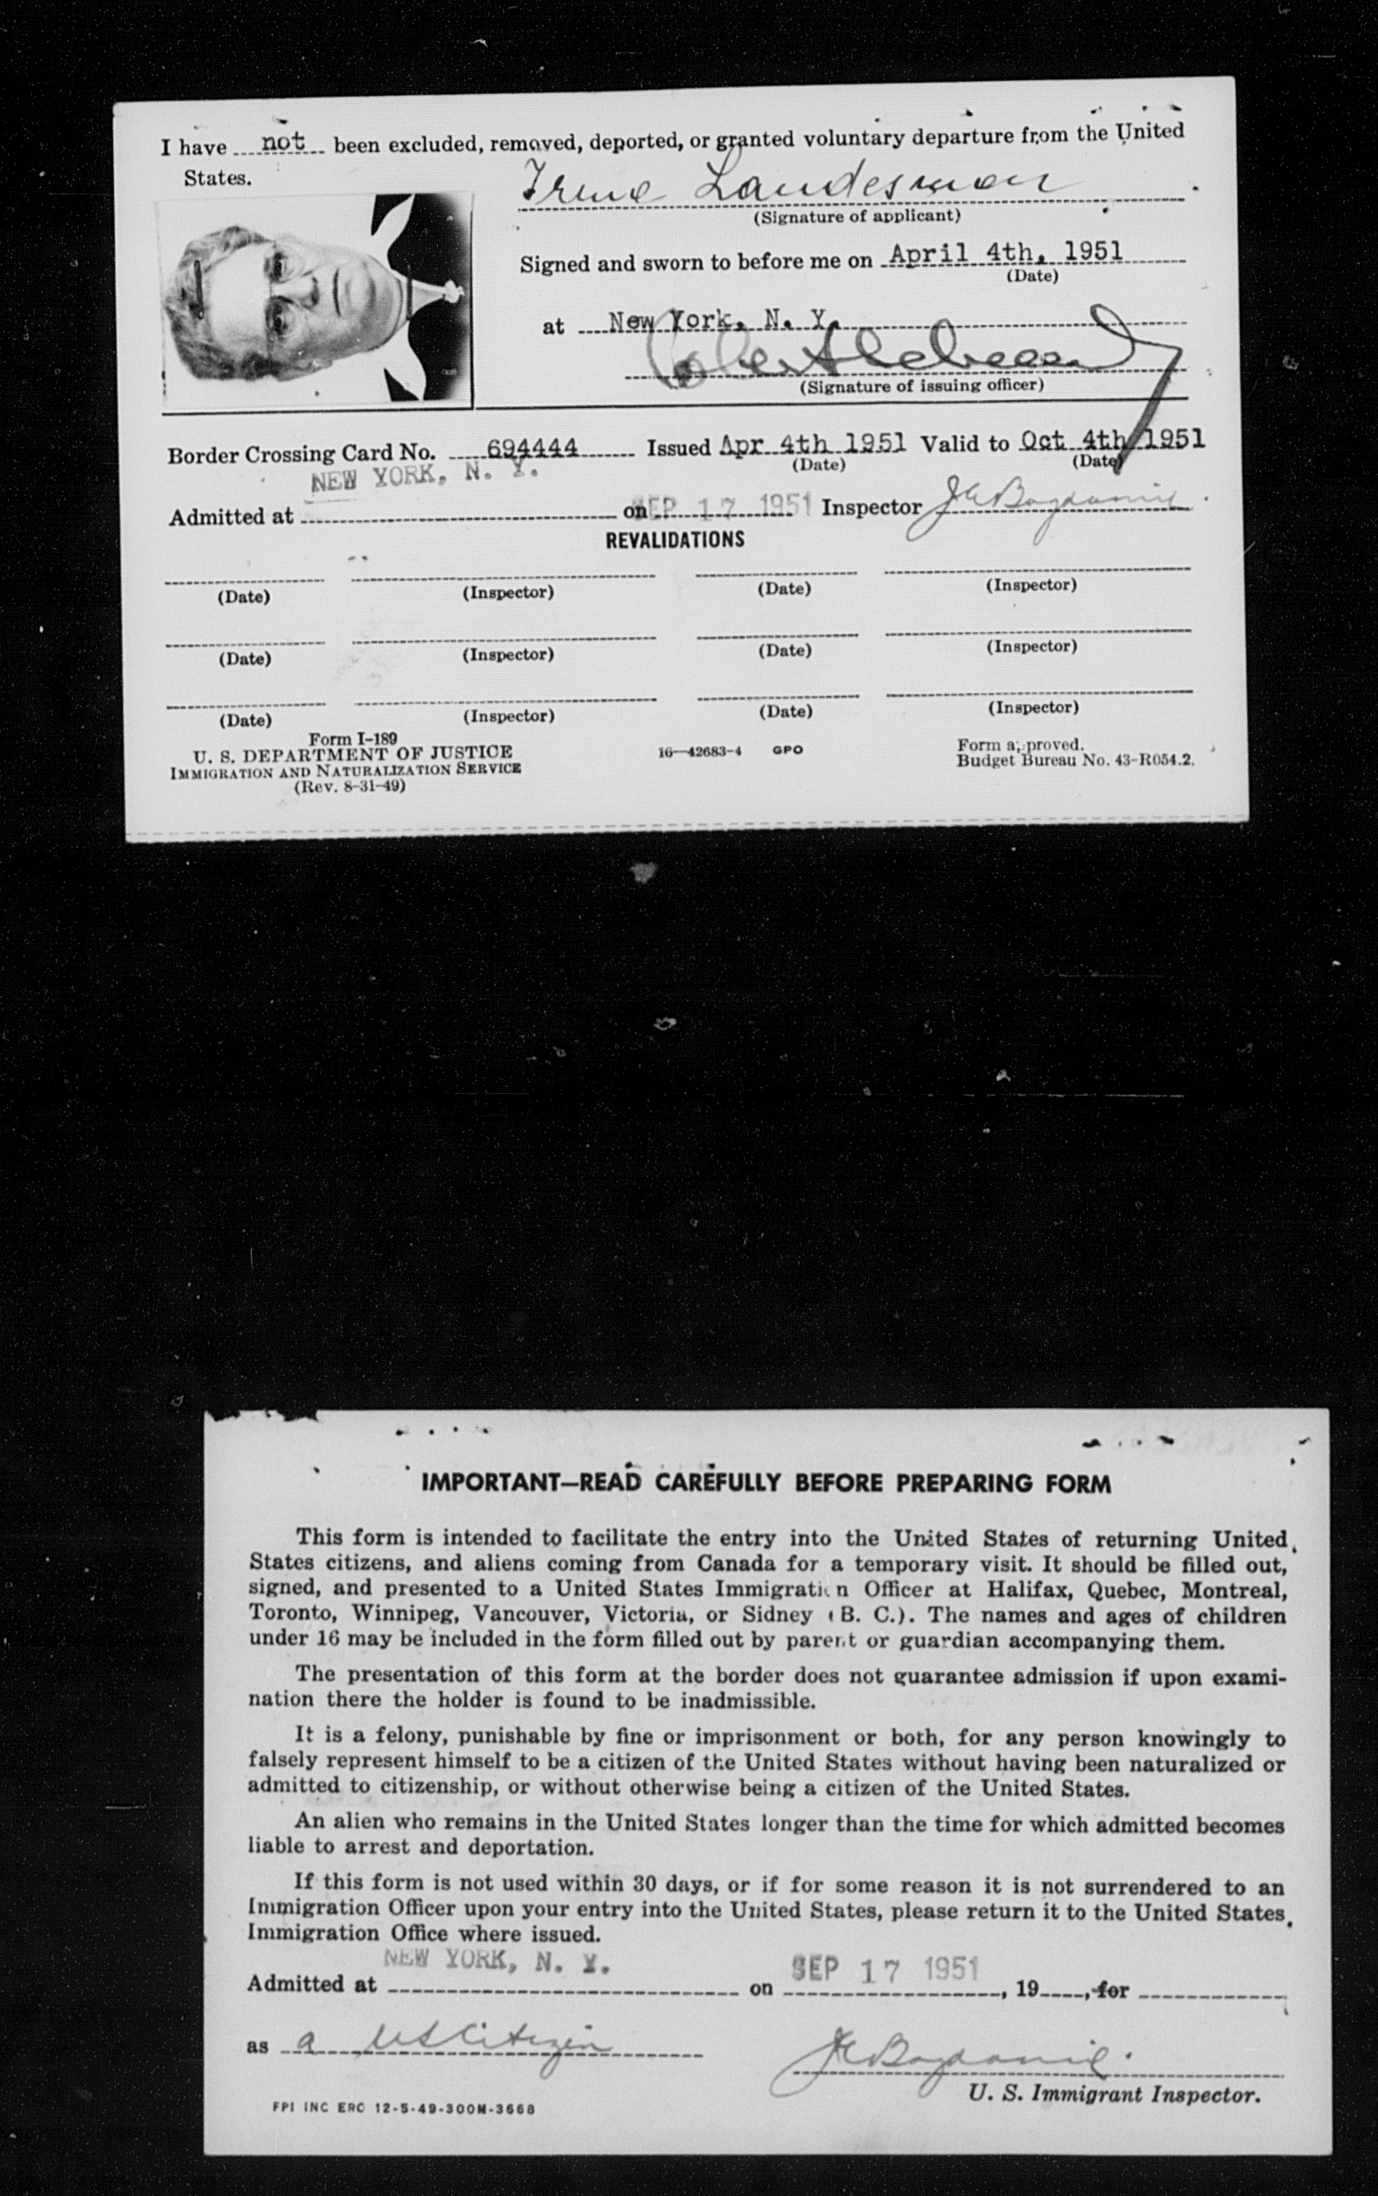 I have not been excluded, removed, deported, or granted voluntary departure from the United
States.
Irene Landesman
(Signature of applicant)
Signed and sworn to before me on April 4th, 1951
(Date)
at New York, N. Y.
(Signature of issuing officer)
Border Crossing Card No. 694444 Issued Apr 4th 1951 Valid to Oct 4th 1951
(Date) (Date)
NEW YORK, N. Y.
Admitted at on SEP 17 1951 Inspector
REVALIDATIONS
(Date) (Inspector) (Date) (Inspector)
(Date) (Inspector) (Date) (Inspector)
(Date) (Inspector) (Date) (Inspector)
Form I-189
U. S. DEPARTMENT OF JUSTICE
IMMIGRATION AND NATURALIZATION SERVICE
(Rev. 8-31-49)
16—42683-4 GPO
Form approved.
Budget Bureau No. 43-R054.2.
IMPORTANT—READ CAREFULLY BEFORE PREPARING FORM
This form is intended to facilitate the entry into the United States of returning United
States citizens, and aliens coming from Canada for a temporary visit. It should be filled out,
signed, and presented to a United States Immigration Officer at Halifax, Quebec, Montreal,
Toronto, Winnipeg, Vancouver, Victoria, or Sidney (B. C.). The names and ages of children
under 16 may be included in the form filled out by parent or guardian accompanying them.
The presentation of this form at the border does not guarantee admission if upon exami-
nation there the holder is found to be inadmissible.
It is a felony, punishable by fine or imprisonment or both, for any person knowingly to
falsely represent himself to be a citizen of the United States without having been naturalized or
admitted to citizenship, or without otherwise being a citizen of the United States.
An alien who remains in the United States longer than the time for which admitted becomes
liable to arrest and deportation.
If this form is not used within 30 days, or if for some reason it is not surrendered to an
Immigration Officer upon your entry into the United States, please return it to the United States
Immigration Office where issued.
NEW YORK, N. Y. SEP 17 1951
Admitted at on , 19 , for
as a US Citizen
U. S. Immigrant Inspector.
FPI INC ERO 12-5-49-300M-3668